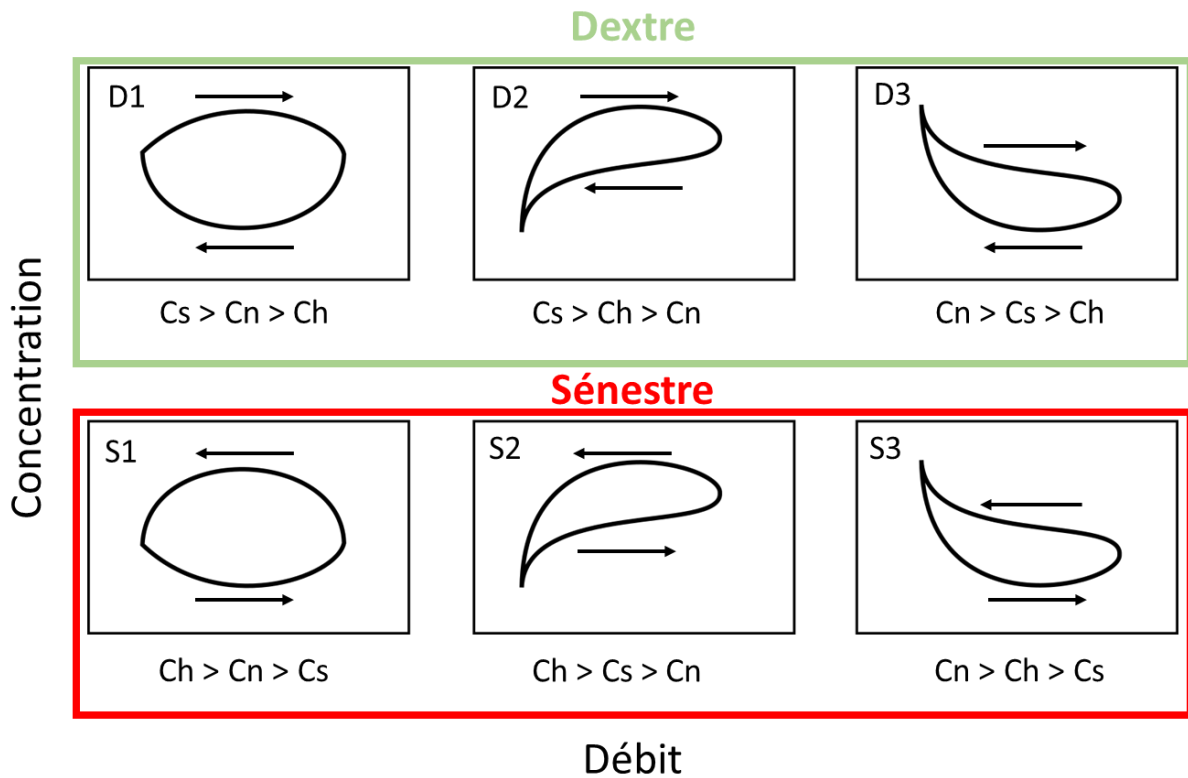 Dextre
D1
D2
D3
Cs > Cn > Ch
Cs > Ch > Cn
Cn > Cs > Ch
Concentration
Sénestre
S1
S2
S3
Ch > Cn > Cs
Ch > Cs > Cn
Cn > Ch > Cs
Débit